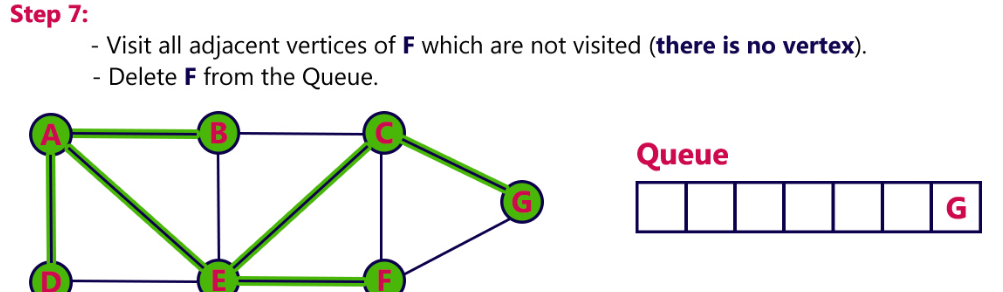 Step 7:
- Visit all adjacent vertices of F which are not visited (there is no vertex).
- Delete F from the Queue.
A B C
Queue
G G
D E F